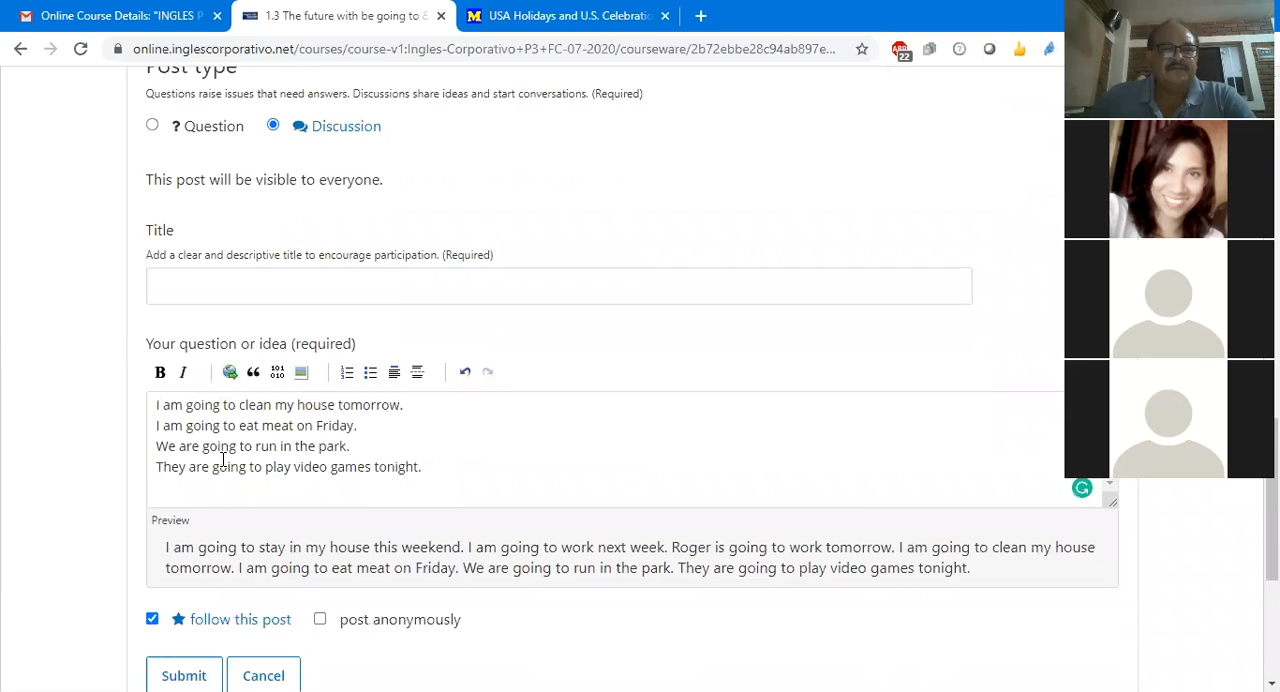 Online Course Details: "INGLES P
1.3 The future with be going to &
USA Holidays and U.S. Celebrati
online.inglescorporativo.net/courses/course-v1:Ingles-Corporativo+P3+FC-07-2020/courseware/2b72ebbe28c94ab897e...
22
Post type
Questions raise issues that need answers. Discussions share ideas and start conversations. (Required)
? Question
Discussion
This post will be visible to everyone.
Title
Add a clear and descriptive title to encourage participation. (Required)
Your question or idea (required)
B I
I am going to clean my house tomorrow.
I am going to eat meat on Friday.
We are going to run in the park.
They are going to play video games tonight.
Preview
I am going to stay in my house this weekend. I am going to work next week. Roger is going to work tomorrow. I am going to clean my house
tomorrow. I am going to eat meat on Friday. We are going to run in the park. They are going to play video games tonight.
follow this post
post anonymously
Submit
Cancel